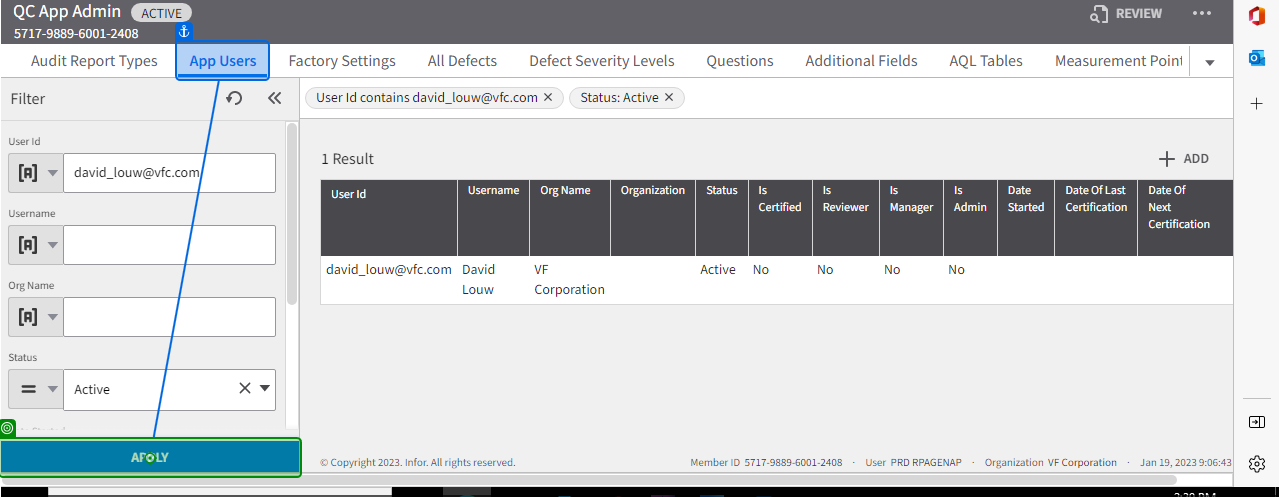 QC App Admin ACTIVE
5717-9889-6001-2408
REVIEW
Audit Report Types App Users Factory Settings All Defects Defect Severity Levels Questions Additional Fields AQL Tables Measurement Point
Filter
User Id contains david_louw@vfc.com Status: Active
User Id
david_louw@vfc.com
Username
Org Name
Status
Active
APPLY
1 Result
ADD
User Id Username Org Name Organization Status Is Certified Is Reviewer Is Manager Is Admin Date Started Date Of Last Certification Date Of Next Certification
david_louw@vfc.com David Louw VF Corporation Active No No No No
© Copyright 2023. Infor. All rights reserved.
Member ID 5717-9889-6001-2408 · User PRD RPAGENAP · Organization VF Corporation · Jan 19, 2023 9:06:43